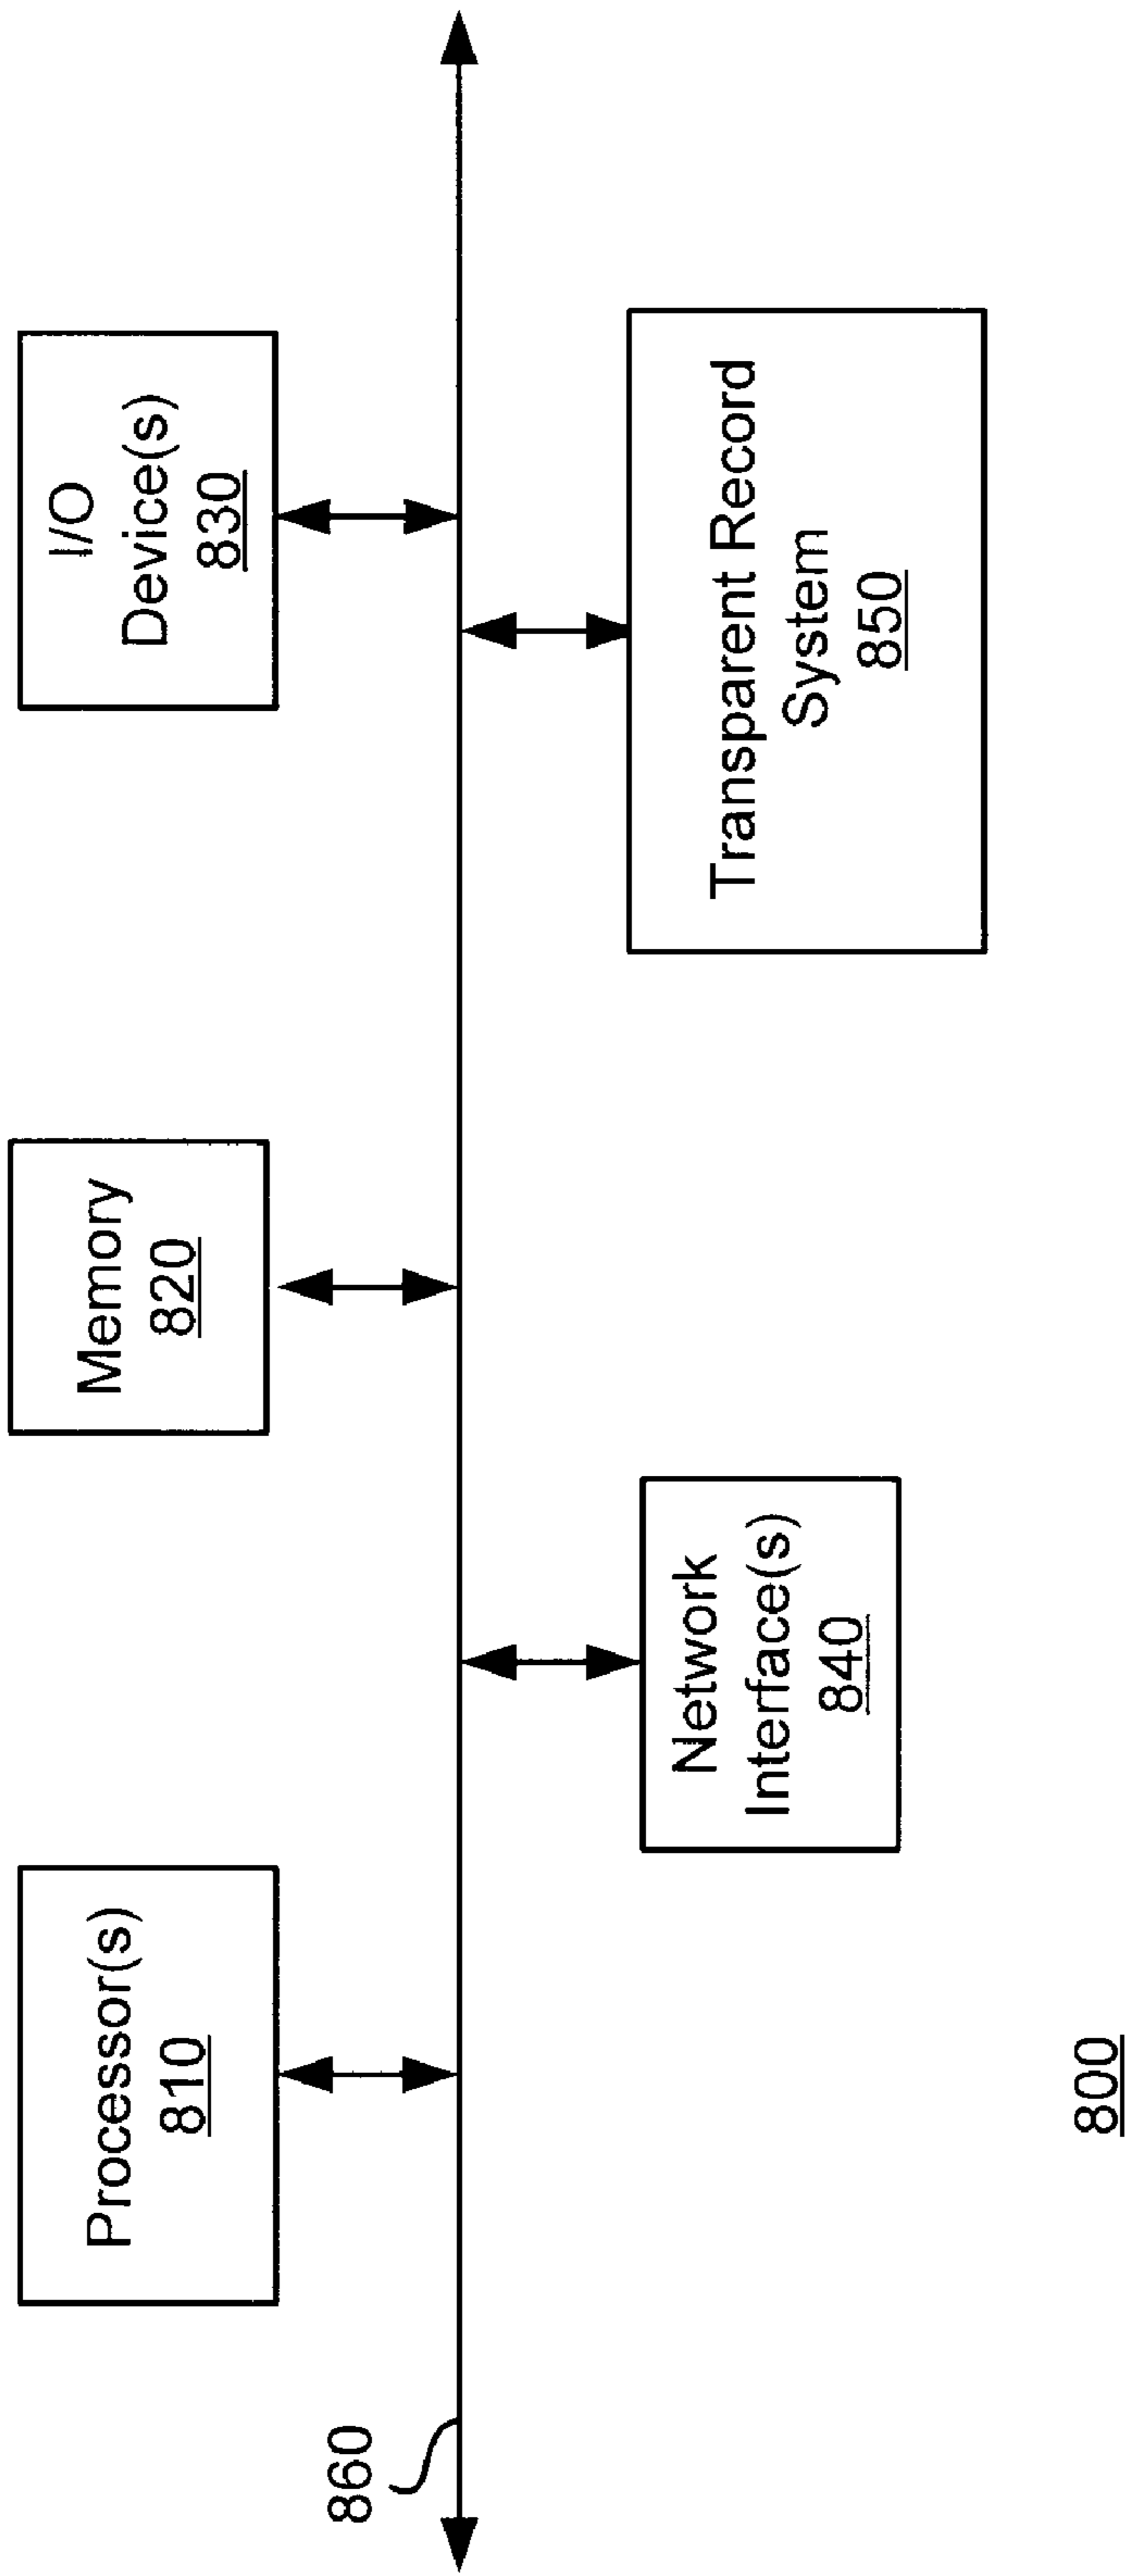 Processor(s)
810
Memory
820
I/O
Device(s)
830
860
Network
Interface(s)
840
Transparent Record
System
850
800